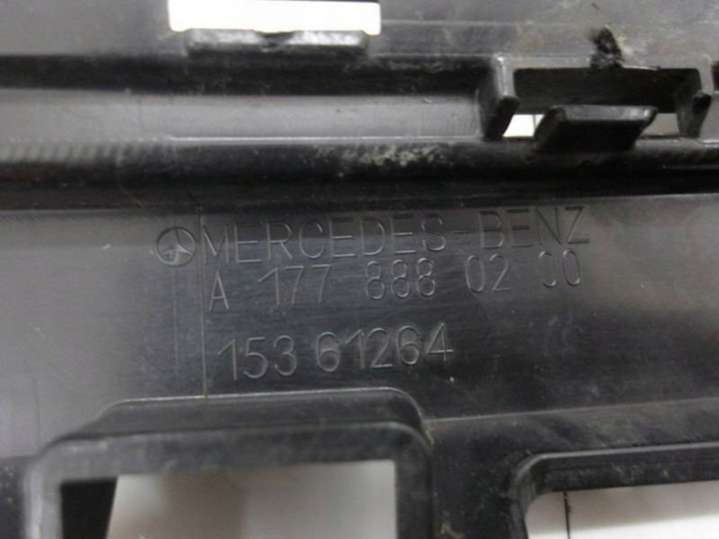 MERCEDES-BENZ
A 177 888 02 00
153 61264